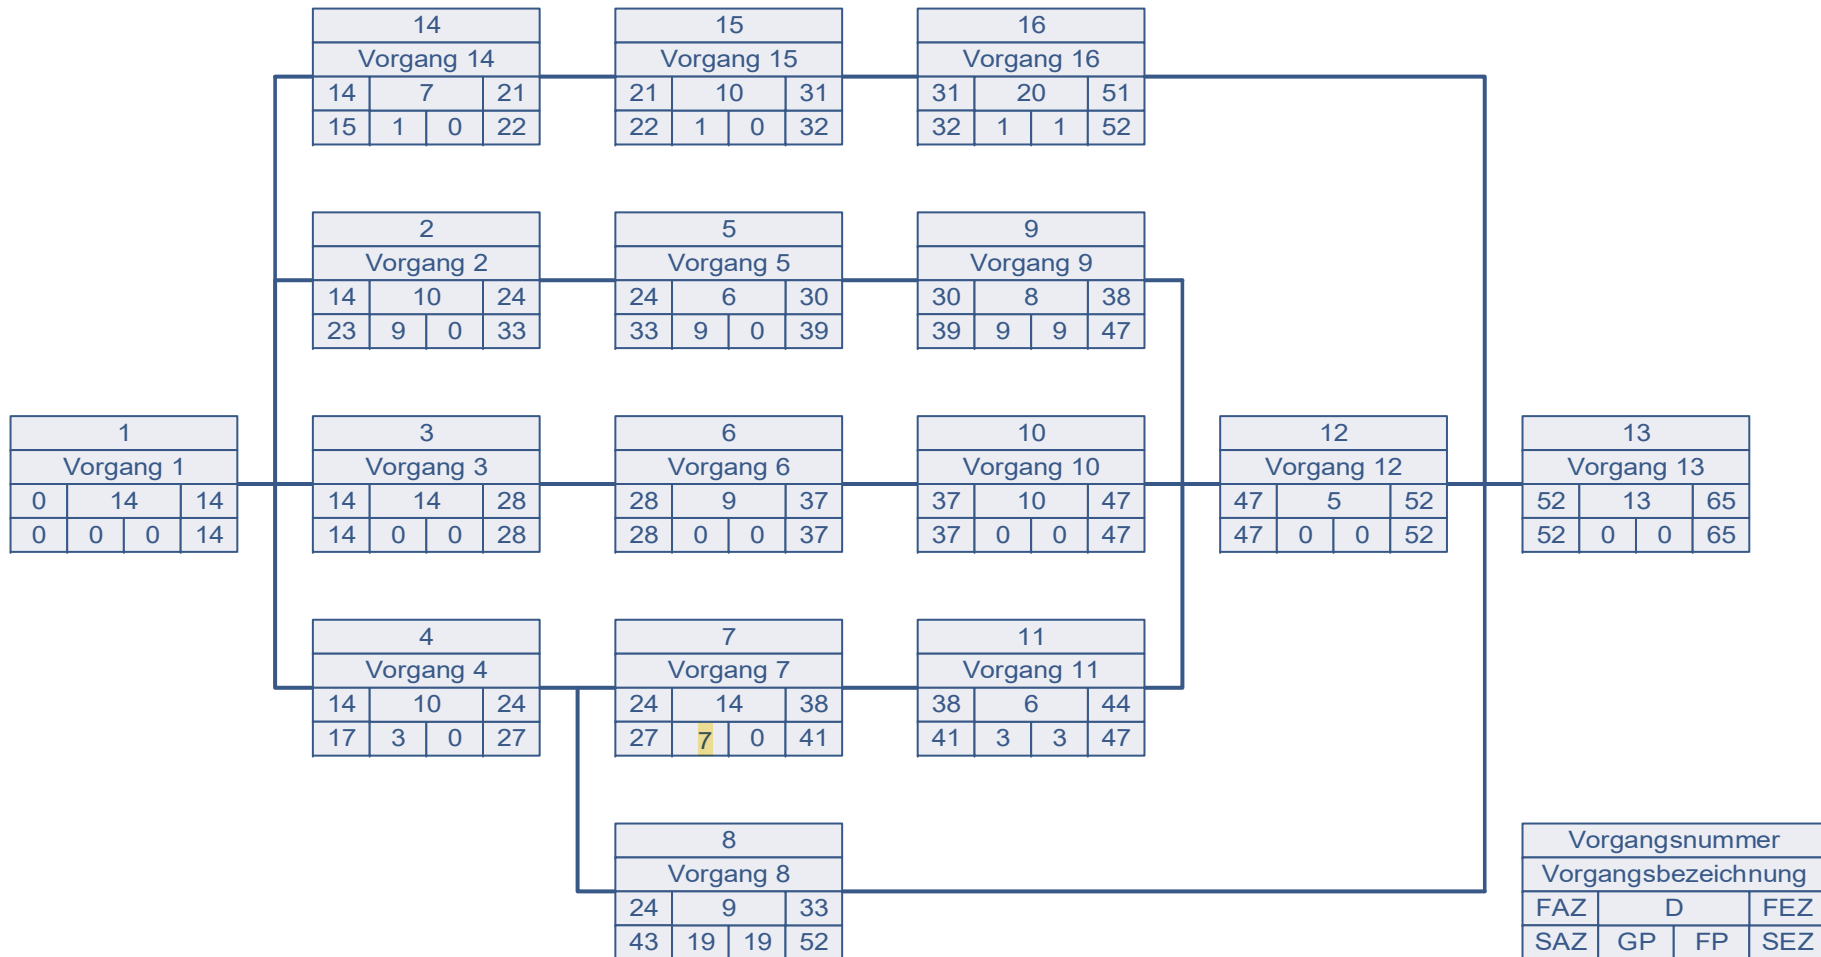 14
Vorgang 14
14 7 21
15 1 0 22
15
Vorgang 15
21 10 31
22 1 0 32
16
Vorgang 16
31 20 51
32 1 1 52
2
Vorgang 2
14 10 24
23 9 0 33
5
Vorgang 5
24 6 30
33 9 0 39
9
Vorgang 9
30 8 38
39 9 9 47
1
Vorgang 1
0 14 14
0 0 0 14
3
Vorgang 3
14 14 28
14 0 0 28
6
Vorgang 6
28 9 37
28 0 0 37
10
Vorgang 10
37 10 47
37 0 0 47
12
Vorgang 12
47 5 52
47 0 0 52
13
Vorgang 13
52 13 65
52 0 0 65
4
Vorgang 4
14 10 24
17 3 0 27
7
Vorgang 7
24 14 38
27 7 0 41
11
Vorgang 11
38 6 44
41 3 3 47
8
Vorgang 8
24 9 33
43 19 19 52
Vorgangsnummer
Vorgangsbezeichnung
FAZ D FEZ
SAZ GP FP SEZ